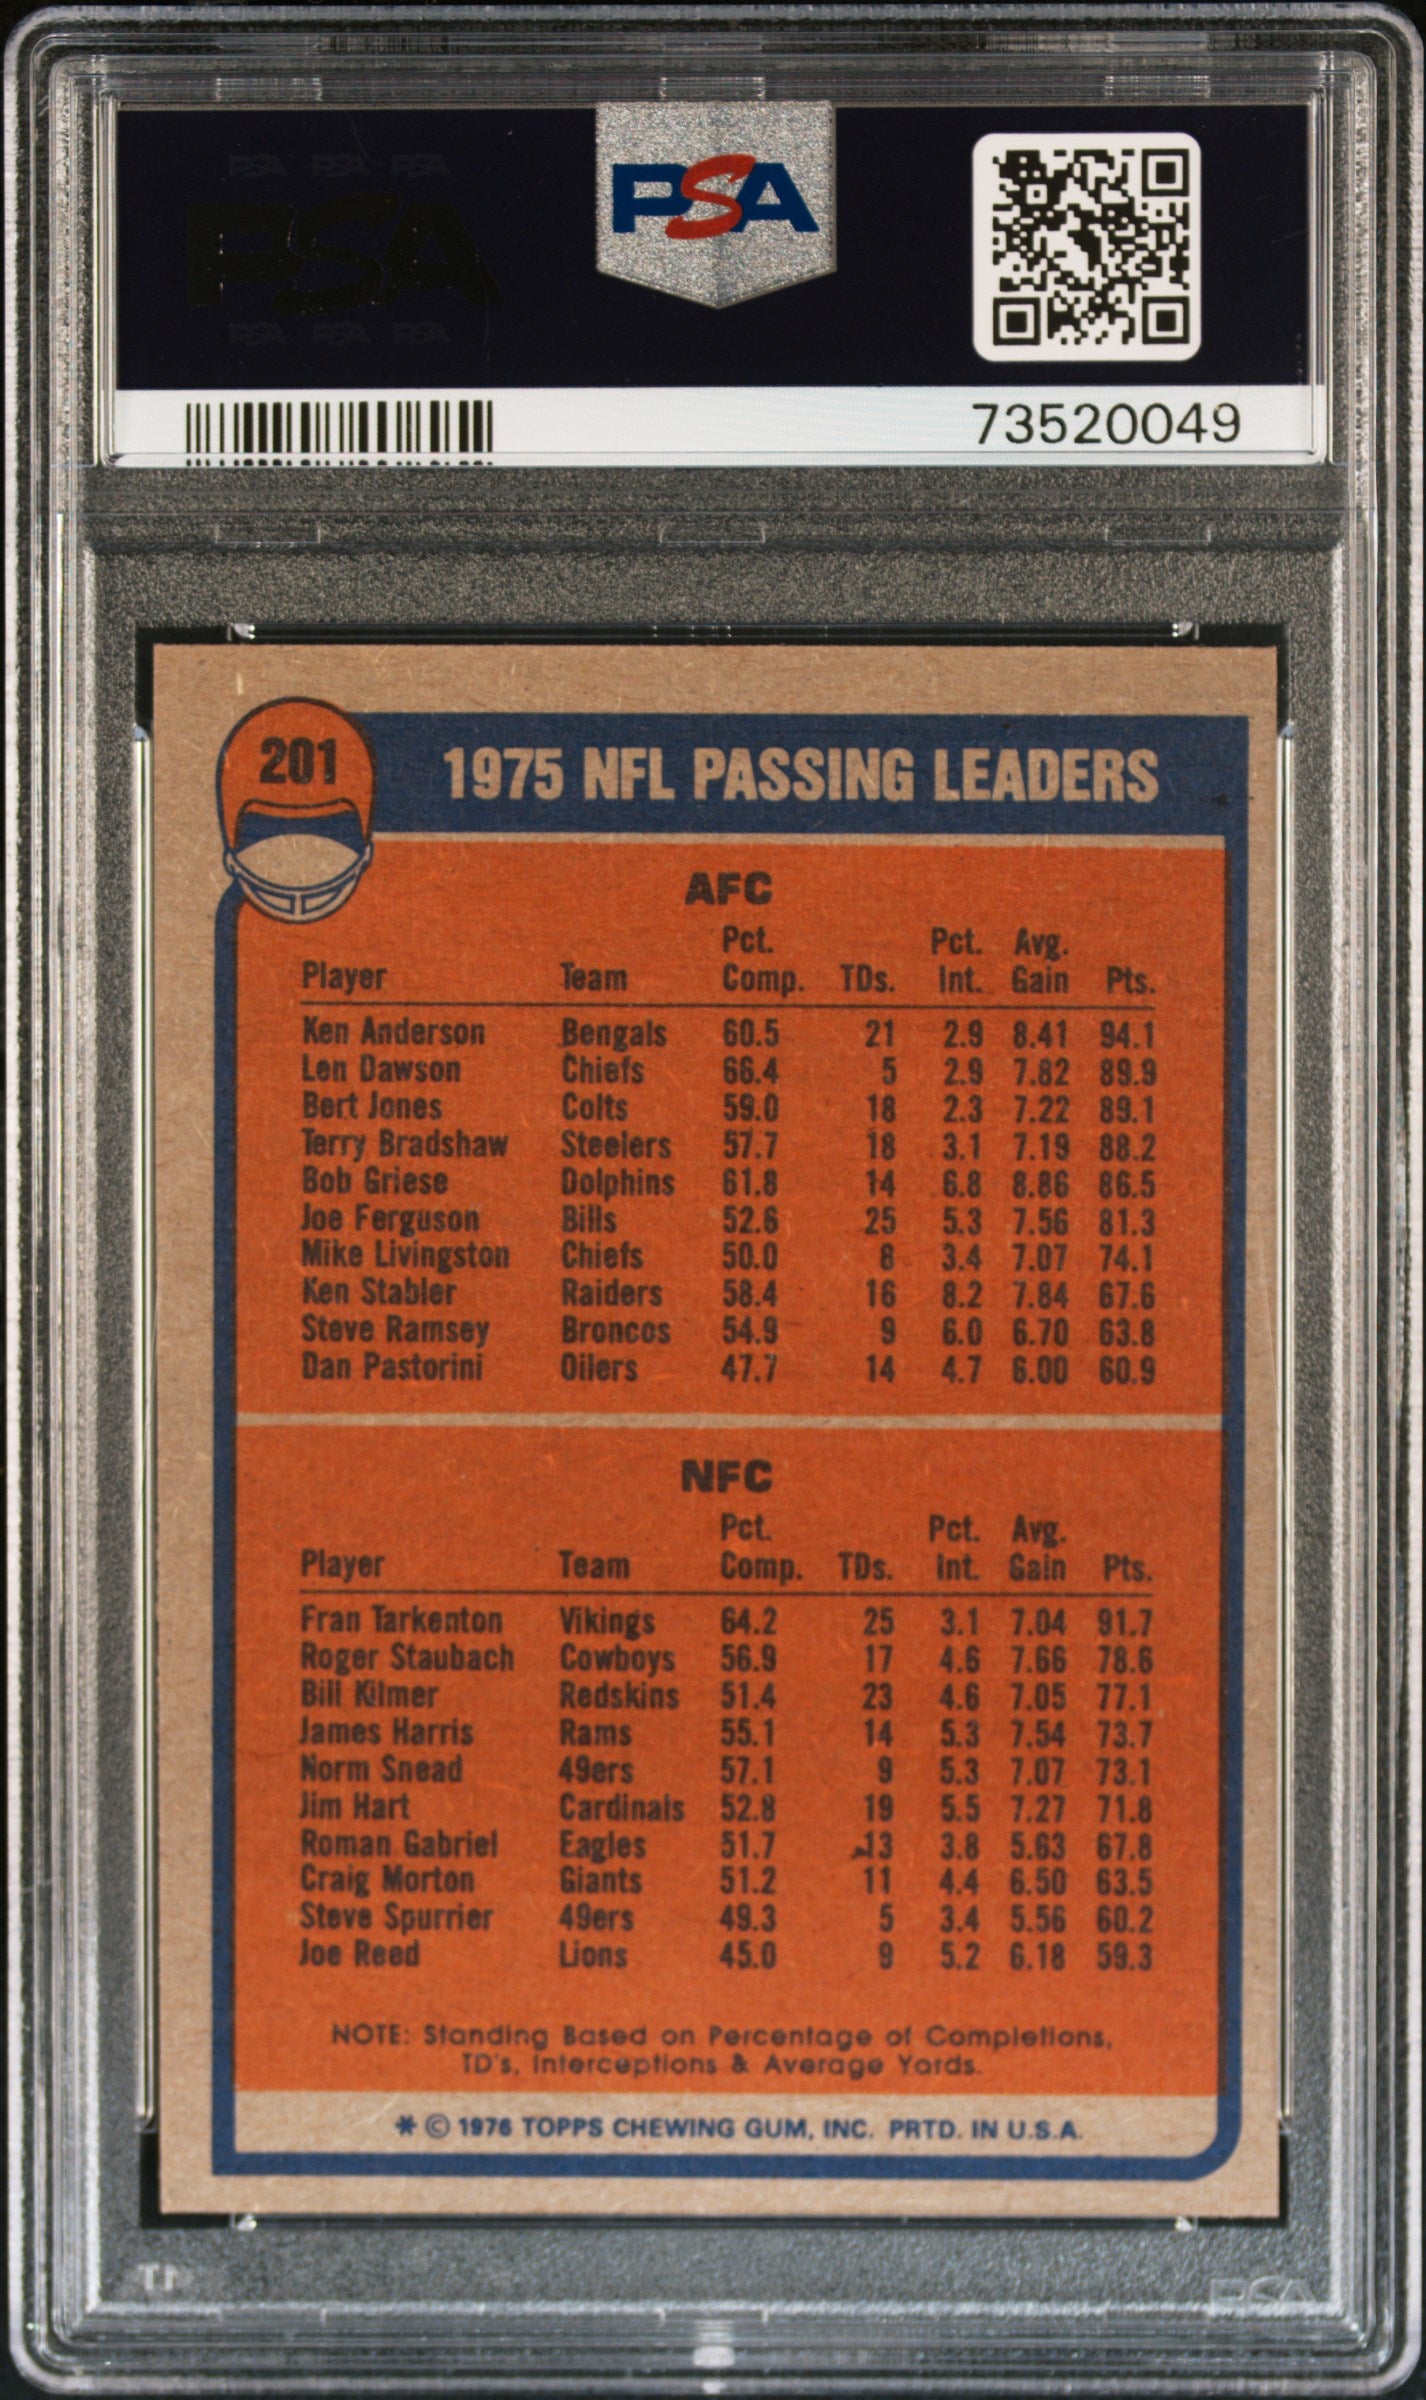 PSA PSA PSA
PSA
PSA PSA PSA
PSA
73520049
201
1975 NFL PASSING LEADERS
AFC
Pct. Pct. Avg.
Player Team Comp. TDs. Int. Gain Pts.
Ken Anderson Bengals 60.5 21 2.9 8.41 94.1
Len Dawson Chiefs 66.4 5 2.9 7.82 89.9
Bert Jones Colts 59.0 18 2.3 7.22 89.1
Terry Bradshaw Steelers 57.7 18 3.1 7.19 88.2
Bob Griese Dolphins 61.8 14 6.8 8.86 86.5
Joe Ferguson Bills 52.6 25 5.3 7.56 81.3
Mike Livingston Chiefs 50.0 8 3.4 7.07 74.1
Ken Stabler Raiders 58.4 16 8.2 7.84 67.6
Steve Ramsey Broncos 54.9 9 6.0 6.70 63.8
Dan Pastorini Oilers 47.7 14 4.7 6.00 60.9
NFC
Pct. Pct. Avg.
Player Team Comp. TDs. Int. Gain Pts.
Fran Tarkenton Vikings 64.2 25 3.1 7.04 91.7
Roger Staubach Cowboys 56.9 17 4.6 7.66 78.6
Bill Kilmer Redskins 51.4 23 4.6 7.05 77.1
James Harris Rams 55.1 14 5.3 7.54 73.7
Norm Snead 49ers 57.1 9 5.3 7.07 73.1
Jim Hart Cardinals 52.8 19 5.5 7.27 71.8
Roman Gabriel Eagles 51.7 13 3.8 5.63 67.8
Craig Morton Giants 51.2 11 4.4 6.50 63.5
Steve Spurrier 49ers 49.3 5 3.4 5.56 60.2
Joe Reed Lions 45.0 9 5.2 6.18 59.3
NOTE: Standing Based on Percentage of Completions,
TD's, Interceptions & Average Yards.
* © 1976 TOPPS CHEWING GUM, INC. PRTD. IN U.S.A.
PSA